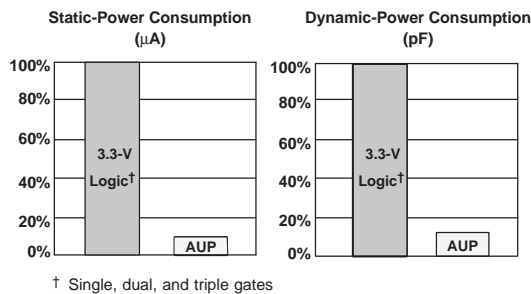 Static-Power Consumption
(μA)
100%
80%
60%
40%
20%
0%
3.3-V
Logic†
AUP
Dynamic-Power Consumption
(pF)
100%
80%
60%
40%
20%
0%
3.3-V
Logic†
AUP
† Single, dual, and triple gates